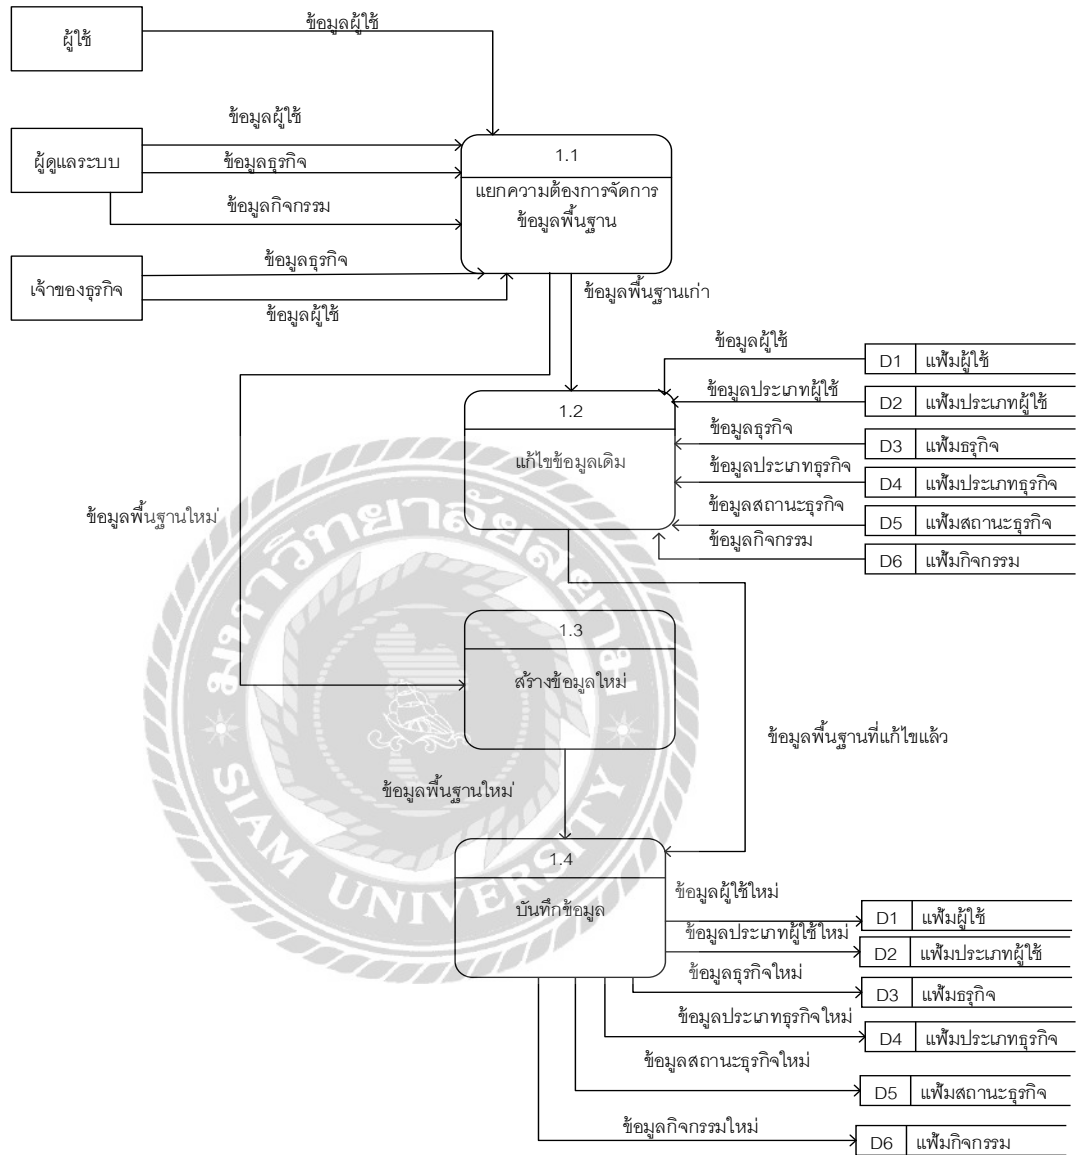 ผู้ใช้
ข้อมูลผู้ใช้
ผู้ดูแลระบบ
ข้อมูลผู้ใช้
ข้อมูลธุรกิจ
ข้อมูลกิจกรรม
1.1
แยกความต้องการจัดการ
ข้อมูลพื้นฐาน
เจ้าของธุรกิจ
ข้อมูลธุรกิจ
ข้อมูลผู้ใช้
ข้อมูลพื้นฐานเก่า
ข้อมูลผู้ใช้
D1 แฟ้มผู้ใช้
ข้อมูลประเภทผู้ใช้
D2 แฟ้มประเภทผู้ใช้
1.2
แก้ไขข้อมูลเดิม
ข้อมูลธุรกิจ
D3 แฟ้มธรุกิจ
ข้อมูลประเภทธุรกิจ
D4 แฟ้มประเภทธุรกิจ
ข้อมูลสถานะธุรกิจ
D5 แฟ้มสถานะธุรกิจ
ข้อมูลกิจกรรม
D6 แฟ้มกิจกรรม
ข้อมูลพื้นฐานใหม่
มหาวิทยาลัยสยาม
SIAM UNIVERSITY
1.3
สร้างข้อมูลใหม่
ข้อมูลพื้นฐานที่แก้ไขแล้ว
ข้อมูลพื้นฐานใหม่
1.4
บันทึกข้อมูล
ข้อมูลผู้ใช้ใหม่
D1 แฟ้มผู้ใช้
ข้อมูลประเภทผู้ใช้ใหม่
D2 แฟ้มประเภทผู้ใช้
ข้อมูลธุรกิจใหม่
D3 แฟ้มธรุกิจ
ข้อมูลประเภทธุรกิจใหม่
D4 แฟ้มประเภทธุรกิจ
ข้อมูลสถานะธุรกิจใหม่
D5 แฟ้มสถานะธุรกิจ
ข้อมูลกิจกรรมใหม่
D6 แฟ้มกิจกรรม